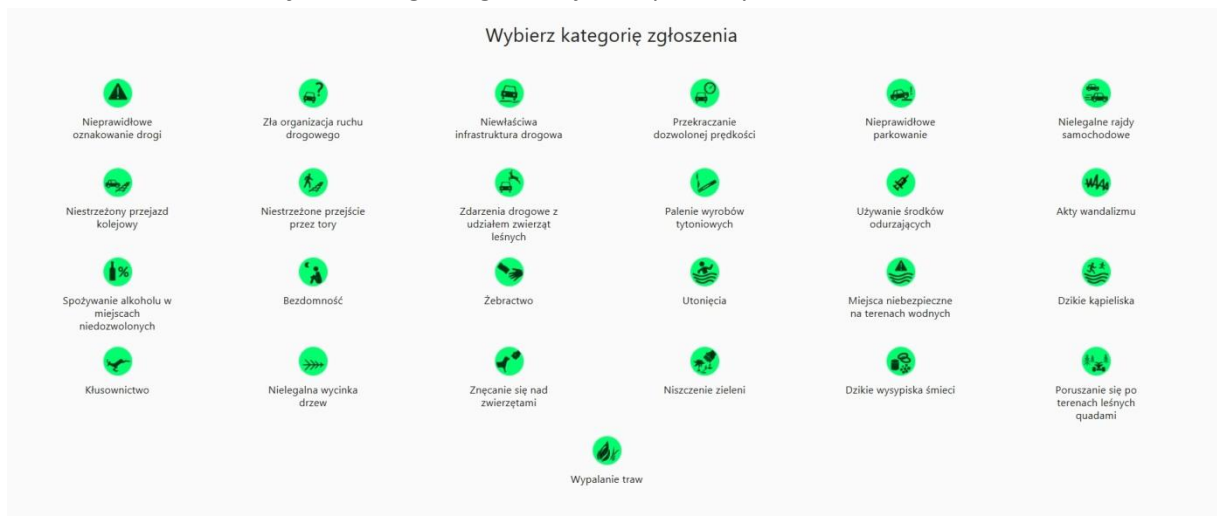 Wybierz kategorię zgłoszenia
Nieprawidłowe
oznakowanie drogi
Zła organizacja ruchu
drogowego
Niewłaściwa
infrastruktura drogowa
Przekraczanie
dozwolonej prędkości
Nieprawidłowe
parkowanie
Nielegalne rajdy
samochodowe
Niestrzeżony przejazd
kolejowy
Niestrzeżone przejście
przez tory
Zdarzenia drogowe z
udziałem zwierząt
leśnych
Palenie wyrobów
tytoniowych
Używanie środków
odurzających
Akty wandalizmu
Spożywanie alkoholu w
miejscach
niedozwolonych
Bezdomność
Żebractwo
Utonięcia
Miejsca niebezpieczne
na terenach wodnych
Dzikie kąpieliska
Kłusownictwo
Nielegalna wycinka
drzew
Znęcanie się nad
zwierzętami
Niszczenie zieleni
Dzikie wysypiska śmieci
Poruszanie się po
terenach leśnych
quadami
Wypalanie traw